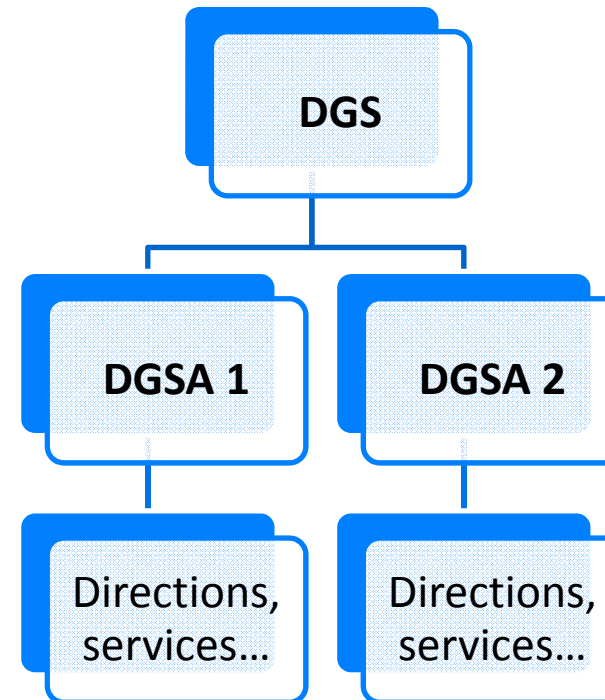 DGS
DGSA 1
DGSA 2
Directions,
services…
Directions,
services…